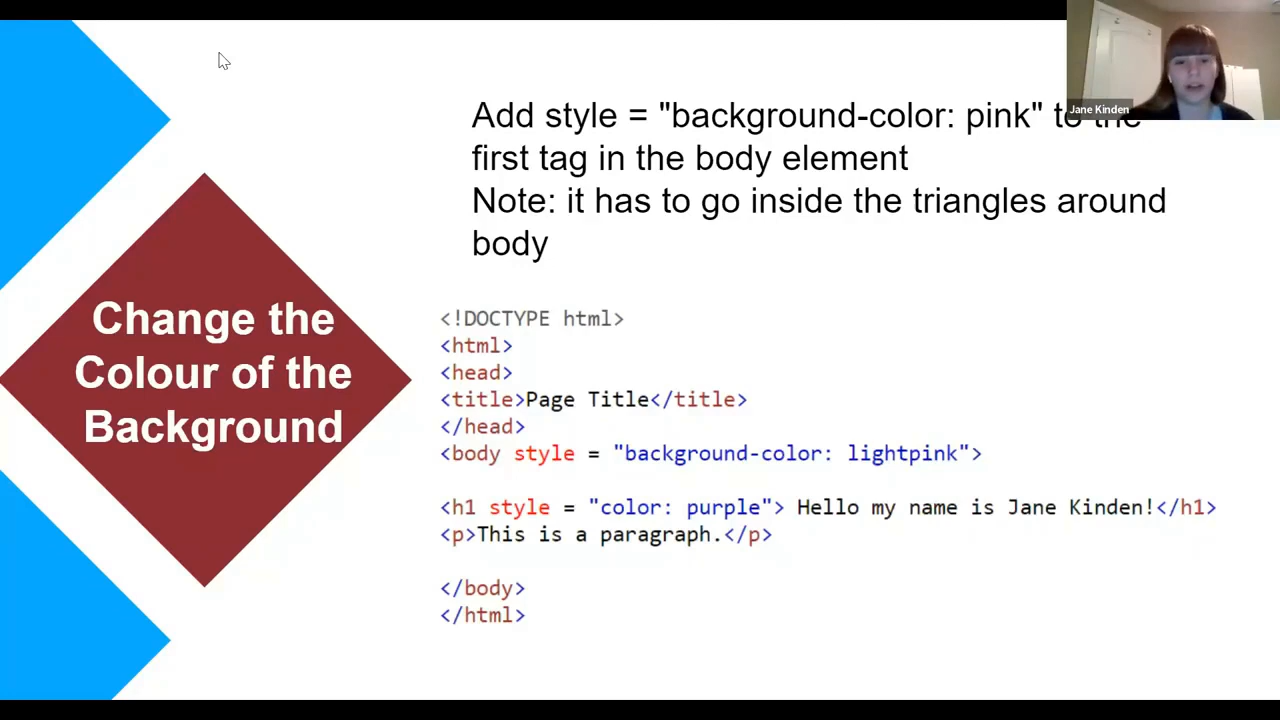 Jane Kinden
Add style = "background-color: pink" to the
first tag in the body element
Note: it has to go inside the triangles around
body
Change the
Colour of the
Background
<!DOCTYPE html>
<html>
<head>
<title>Page Title</title>
</head>
<body style = "background-color: lightpink">
<h1 style = "color: purple"> Hello my name is Jane Kinden!</h1>
<p>This is a paragraph.</p>
</body>
</html>